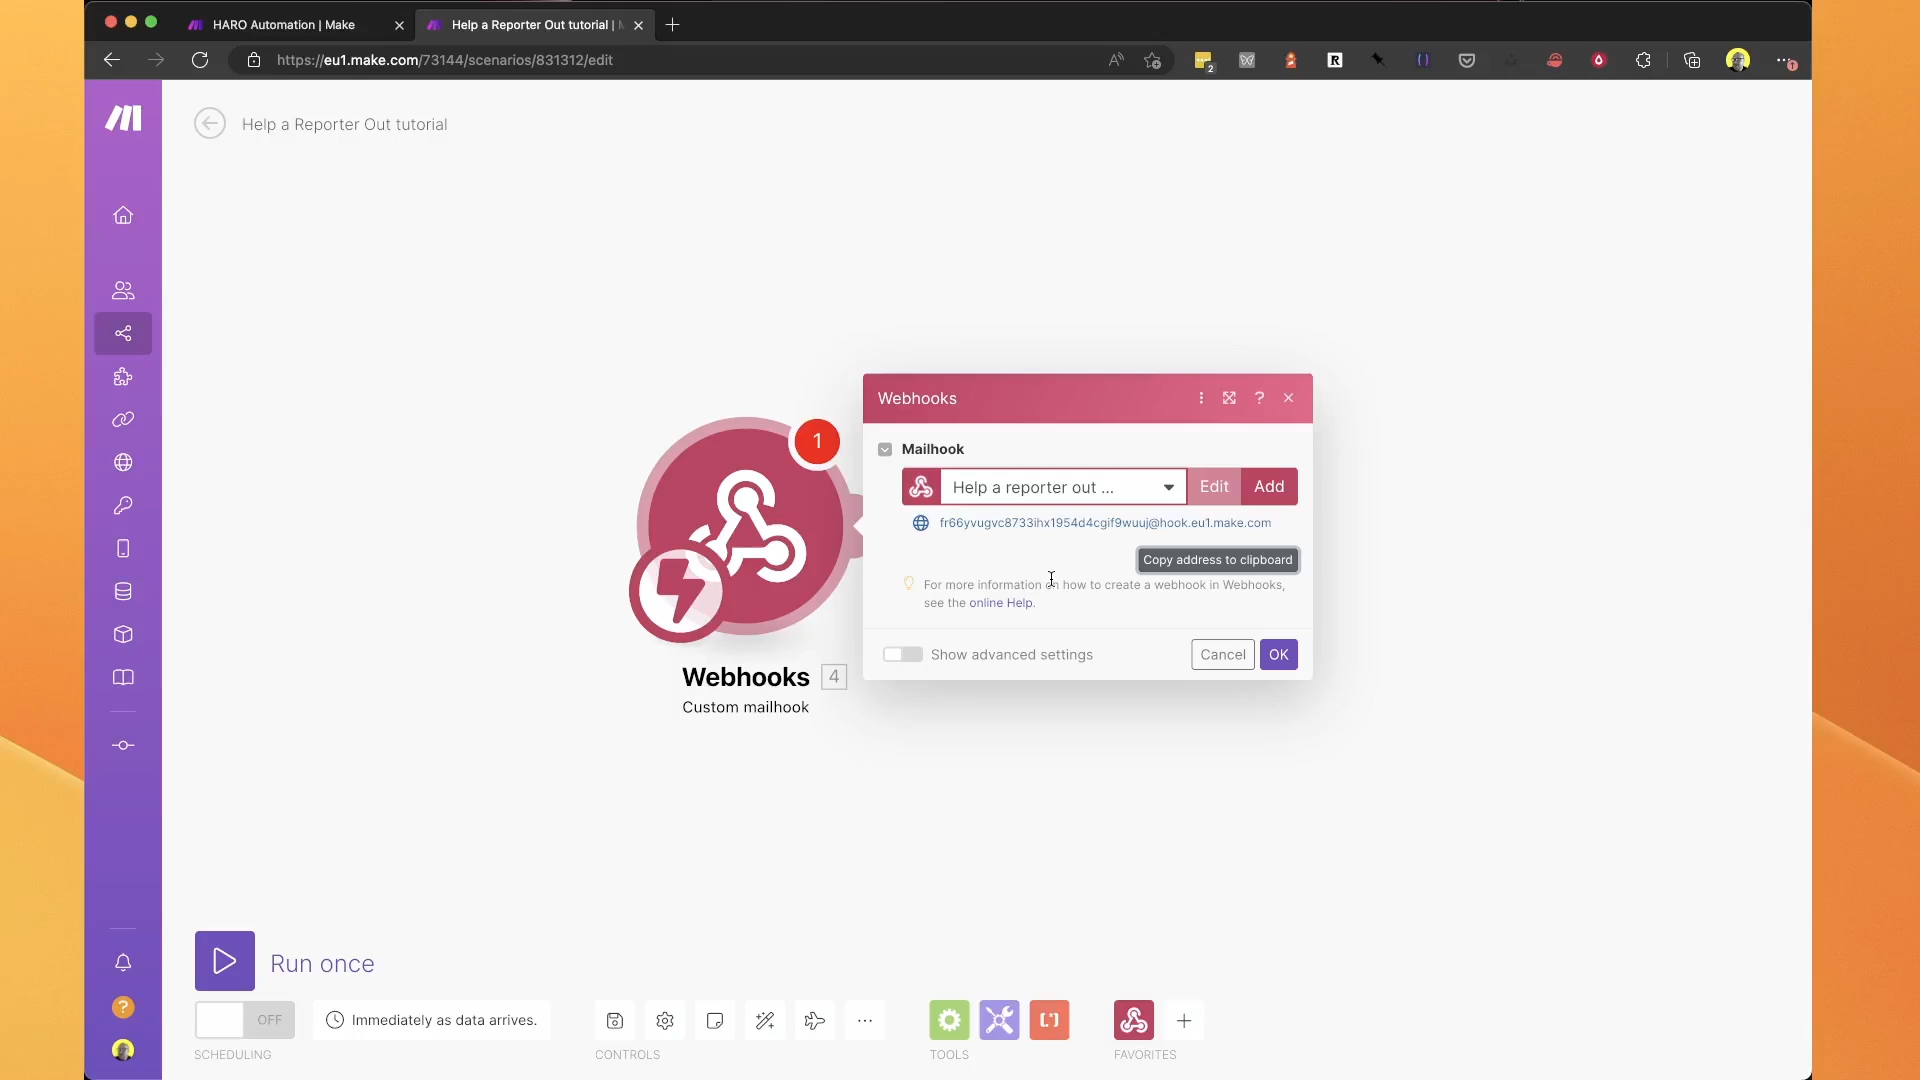 HARO Automation | Make
Help a Reporter Out tutorial |
https://eu1.make.com/73144/scenarios/831312/edit
2
R
Help a Reporter Out tutorial
Webhooks
?
Mailhook
1
Help a reporter out ...
Edit
Add
fr66yvugvc8733ihx1954d4cgif9wuuj@hook.eu1.make.com
Copy address to clipboard
For more information on how to create a webhook in Webhooks,
see the online Help.
Show advanced settings
Cancel
OK
Webhooks 4
Custom mailhook
Run once
?
OFF
Immediately as data arrives.
SCHEDULING
CONTROLS
TOOLS
FAVORITES